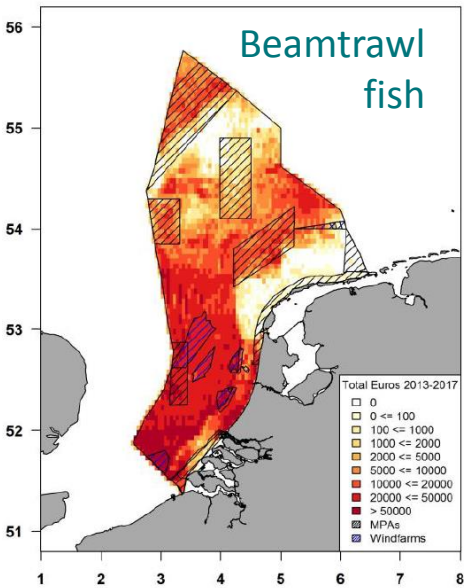 Beamtrawl
fish
56
55
54
53
52
51
Total Euros 2013-2017
0
0 <= 100
100 <= 1000
1000 <= 2000
2000 <= 5000
5000 <= 10000
10000 <= 20000
20000 <= 50000
> 50000
MPAs
Windfarms
1 2 3 4 5 6 7 8